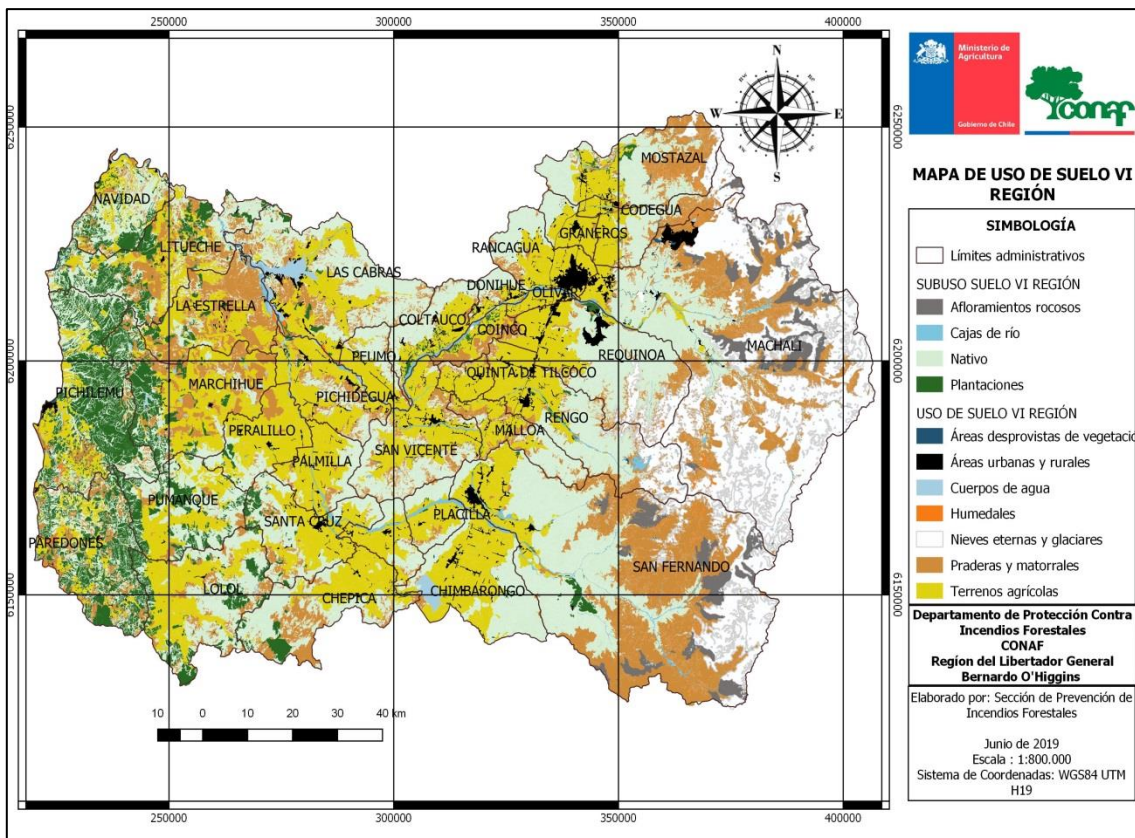 250000
300000
350000
400000
6250000
6200000
6150000
6250000
6200000
6150000
250000
300000
350000
400000
N
W
E
S
NAVIDAD
LITUECHE
LA ESTRELLA
LAS CABRAS
RANCAGUA
MOSTAZAL
CODEGUA
GRANEROS
DONIHUE
OLIVAR
COLTAUCO
COINCO
PEUMO
REQUINOA
MACHALI
QUINTA DE TILCOCO
PICHILEMU
MARCHIHUE
PICHIDEGUA
RENGO
MALLOA
PERALILLO
SAN VICENTE
PALMILLA
PUMANQUE
SANTA CRUZ
PLACILLA
PAREDONES
SAN FERNANDO
LOLOL
CHEPICA
CHIMBARONGO
10 0 10 20 30 40 km
Ministerio de
Agricultura
Gobierno de Chile
conaf
MAPA DE USO DE SUELO VI
REGIÓN
SIMBOLOGÍA
Límites administrativos
SUBUSO SUELO VI REGIÓN
Afloramientos rocosos
Cajas de río
Nativo
Plantaciones
USO DE SUELO VI REGIÓN
Áreas desprovistas de vegetació
Áreas urbanas y rurales
Cuerpos de agua
Humedales
Nieves eternas y glaciares
Praderas y matorrales
Terrenos agrícolas
Departamento de Protección Contra
Incendios Forestales
CONAF
Región del Libertador General
Bernardo O'Higgins
Elaborado por: Sección de Prevención de
Incendios Forestales
Junio de 2019
Escala : 1:800.000
Sistema de Coordenadas: WGS84 UTM
H19